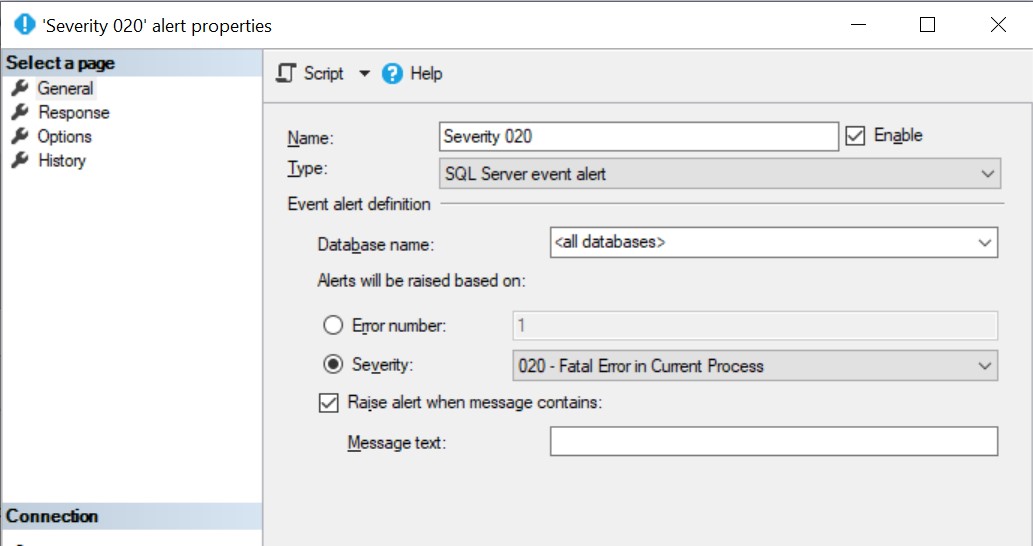 'Severity 020' alert properties
Select a page
General
Response
Options
History
Connection
Script
Help
Name:
Severity 020
Enable
Type:
SQL Server event alert
Event alert definition
Database name:
<all databases>
Alerts will be raised based on:
Error number:
1
Severity:
020 - Fatal Error in Current Process
Raise alert when message contains:
Message text: